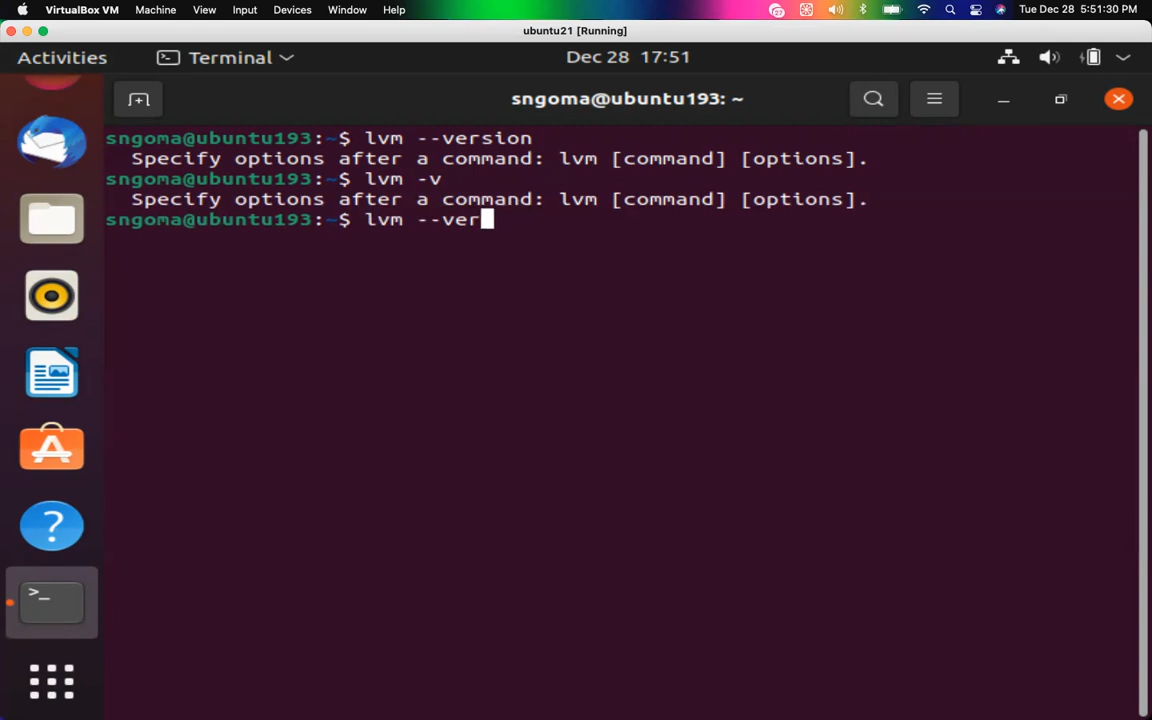 VirtualBox VM Machine View Input Devices Window Help Tue Dec 28 5:51:30 PM
ubuntu21 [Running]
Activities Terminal Dec 28 17:51
sngoma@ubuntu193: ~
sngoma@ubuntu193:~$ lvm --version
Specify options after a command: lvm [command] [options].
sngoma@ubuntu193:~$ lvm -v
Specify options after a command: lvm [command] [options].
sngoma@ubuntu193:~$ lvm --ver